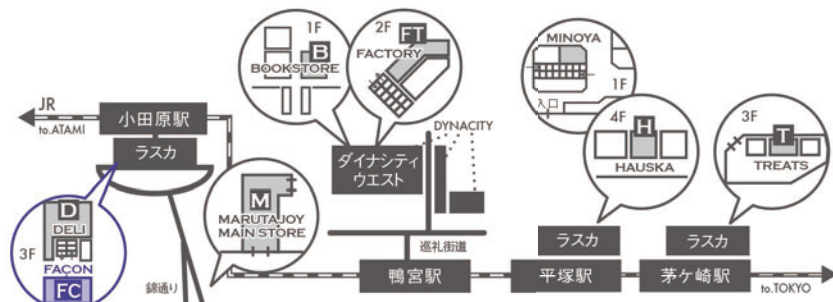 JR
to.ATAMI
小田原駅
ラスカ
D
DELI
3F
FAÇON
FC
錦通り
M
MARUTAJOY
MAIN STORE
1F
B
BOOKSTORE
2F
FT
FACTORY
DYNACITY
ダイナシティ
ウエスト
巡礼街道
鴨宮駅
MINOYA
1F
入口
4F
H
HAUSKA
ラスカ
平塚駅
3F
T
TREATS
ラスカ
茅ケ崎駅
to.TOKYO